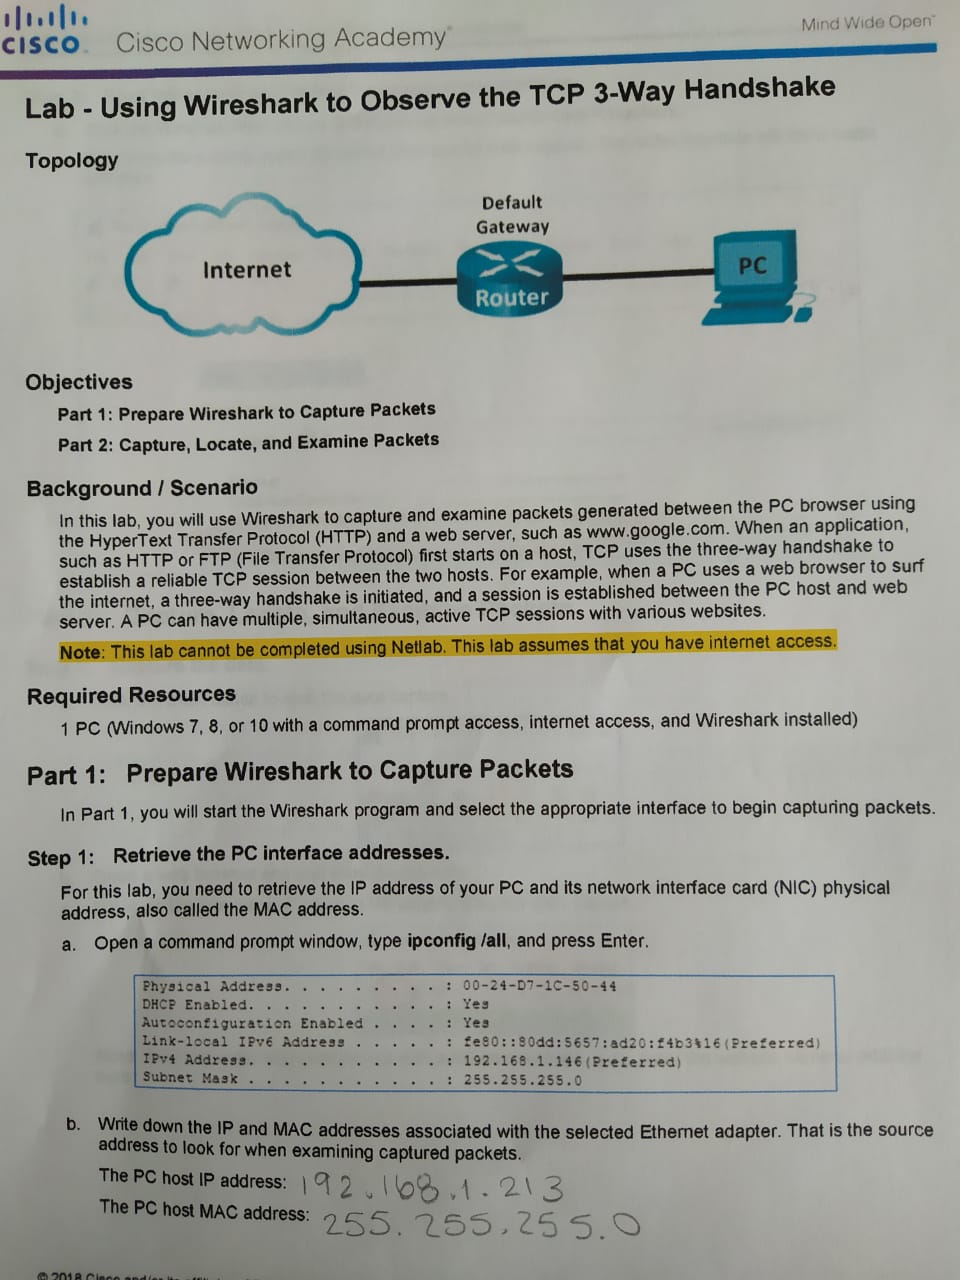 CISCO
Cisco Networking Academy
Mind Wide Open
Lab - Using Wireshark to Observe the TCP 3-Way Handshake
Topology
Internet
Default
Gateway
Router
PC
Objectives
Part 1: Prepare Wireshark to Capture Packets
Part 2: Capture, Locate, and Examine Packets
Background / Scenario
In this lab, you will use Wireshark to capture and examine packets generated between the PC browser using
the HyperText Transfer Protocol (HTTP) and a web server, such as www.google.com. When an application,
such as HTTP or FTP (File Transfer Protocol) first starts on a host, TCP uses the three-way handshake to
establish a reliable TCP session between the two hosts. For example, when a PC uses a web browser to surf
the internet, a three-way handshake is initiated, and a session is established between the PC host and web
server. A PC can have multiple, simultaneous, active TCP sessions with various websites.
Note: This lab cannot be completed using Netlab. This lab assumes that you have internet access.
Required Resources
1 PC (Windows 7, 8, or 10 with a command prompt access, internet access, and Wireshark installed)
Part 1: Prepare Wireshark to Capture Packets
In Part 1, you will start the Wireshark program and select the appropriate interface to begin capturing packets.
Step 1: Retrieve the PC interface addresses.
For this lab, you need to retrieve the IP address of your PC and its network interface card (NIC) physical
address, also called the MAC address.
a. Open a command prompt window, type ipconfig /all, and press Enter.
Physical Address. . . . . . . . . : 00-24-D7-1C-50-44
DHCP Enabled. . . . . . . . . . . : Yes
Autoconfiguration Enabled . . . . : Yes
Link-local IPv6 Address . . . . . : fe80::80dd:5657:ad20:f4b3%16(Preferred)
IPv4 Address. . . . . . . . . . . : 192.168.1.146(Preferred)
Subnet Mask . . . . . . . . . . . : 255.255.255.0
b. Write down the IP and MAC addresses associated with the selected Ethernet adapter. That is the source
address to look for when examining captured packets.
The PC host IP address: 192.168.1.213
The PC host MAC address: 255.255.255.0
© 2018 Cisco